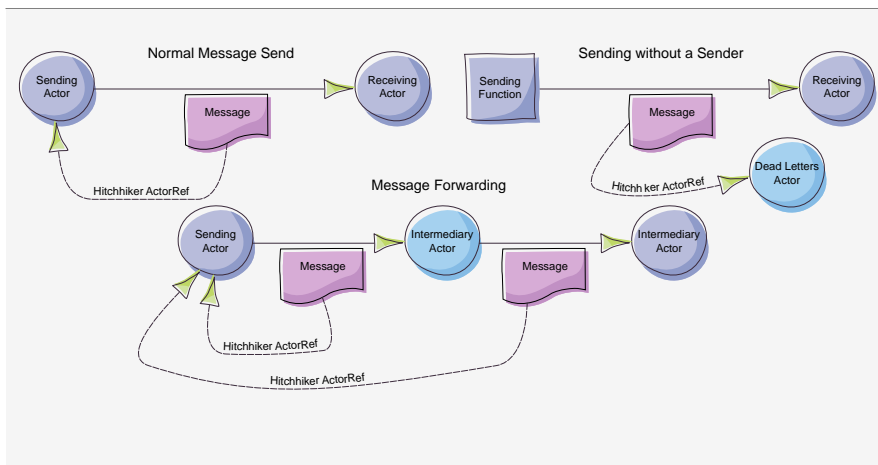 Normal Message Send
Sending
Actor
Receiving
Actor
Message
Hitchhiker ActorRef
Sending without a Sender
Sending
Function
Receiving
Actor
Message
Hitchh ker ActorRef
Dead Letters
Actor
Message Forwarding
Sending
Actor
Intermediary
Actor
Intermediary
Actor
Message
Message
Hitchhiker ActorRef
Hitchhiker ActorRef